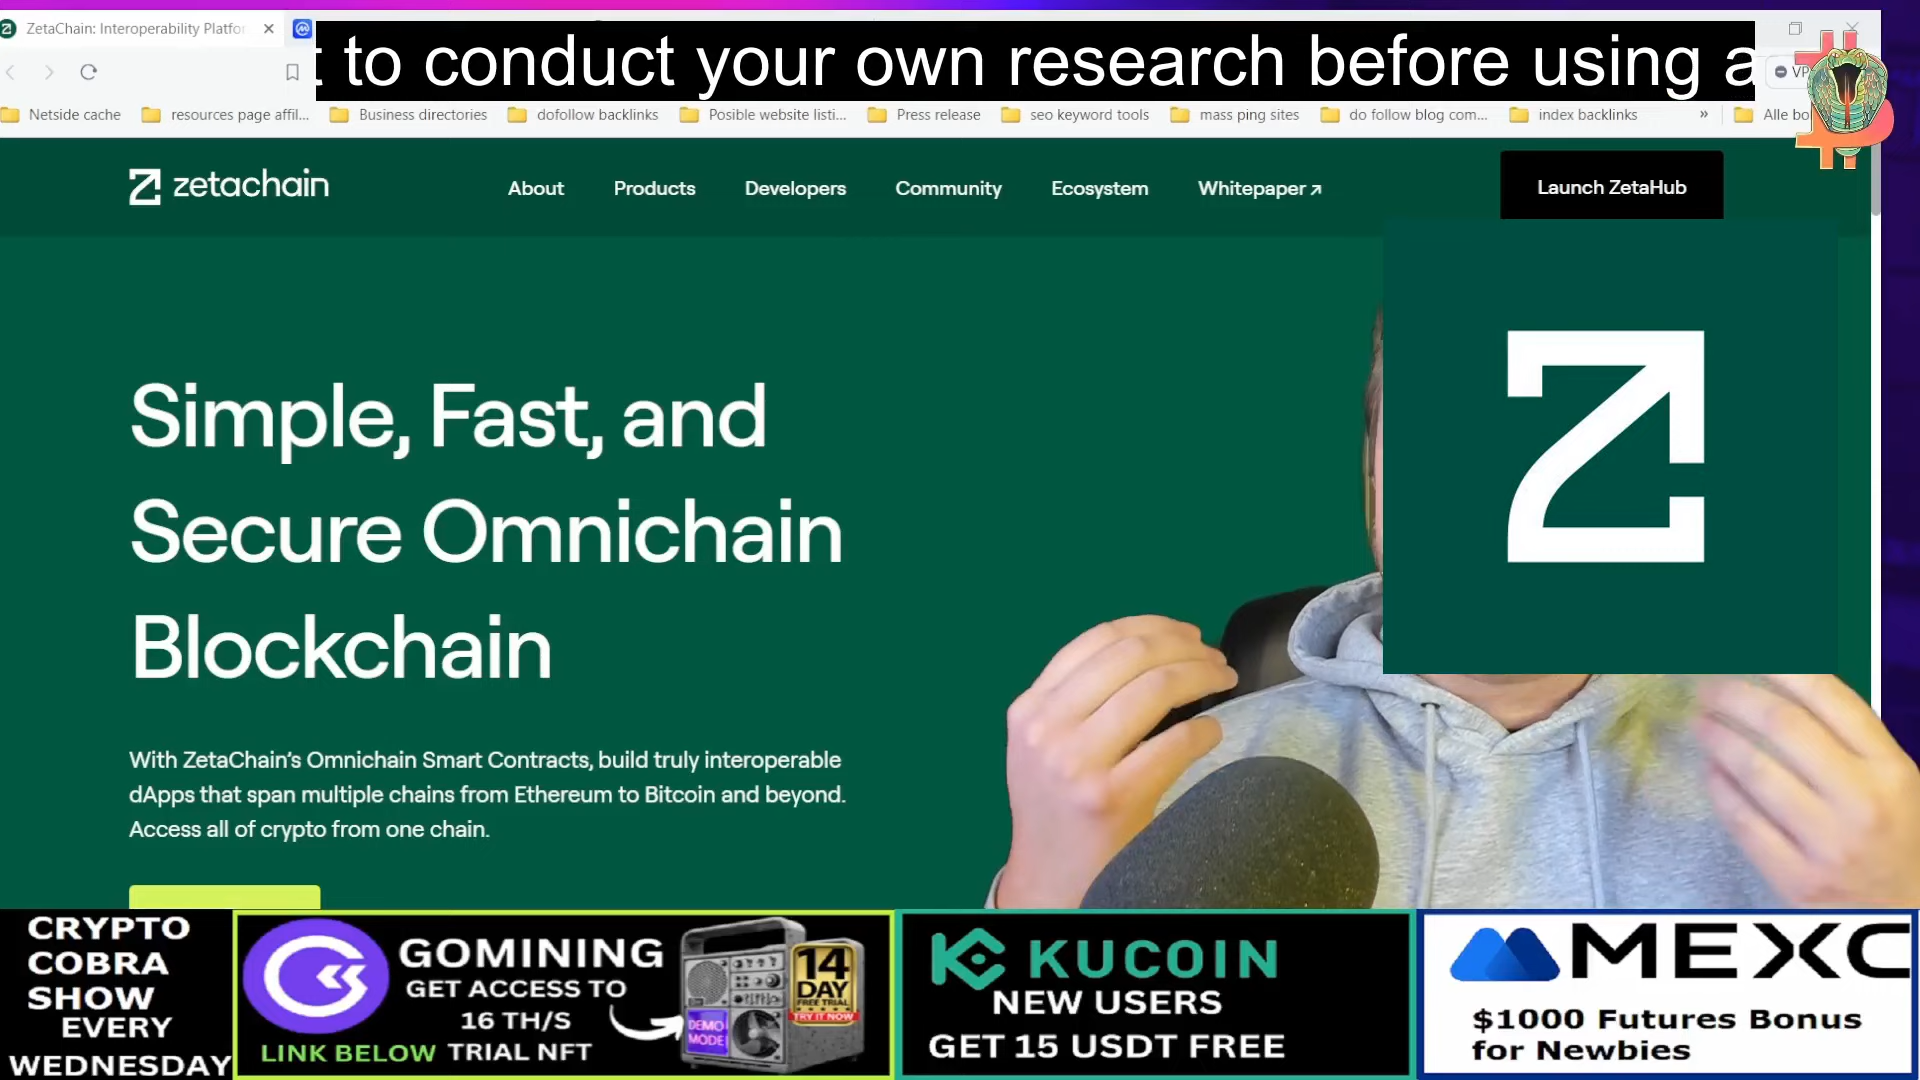 ZetaChain: Interoperability Platfor
to conduct your own research before using a
VP
Netside cache
resources page affil...
Business directories
dofollow backlinks
Posible website listi...
Press release
seo keyword tools
mass ping sites
do follow blog com...
index backlinks
»
Alle bo
zetachain
About
Products
Developers
Community
Ecosystem
Whitepaper ↗
Launch ZetaHub
Simple, Fast, and
Secure Omnichain
Blockchain
With ZetaChain’s Omnichain Smart Contracts, build truly interoperable
dApps that span multiple chains from Ethereum to Bitcoin and beyond.
Access all of crypto from one chain.
CRYPTO
COBRA
SHOW
EVERY
WEDNESDAY
GOMINING
GET ACCESS TO
16 TH/S
LINK BELOW TRIAL NFT
DEMO
MODE
14
DAY
FREE TRIAL
TRY IT NOW
KUCOIN
NEW USERS
GET 15 USDT FREE
MEXC
$1000 Futures Bonus
for Newbies